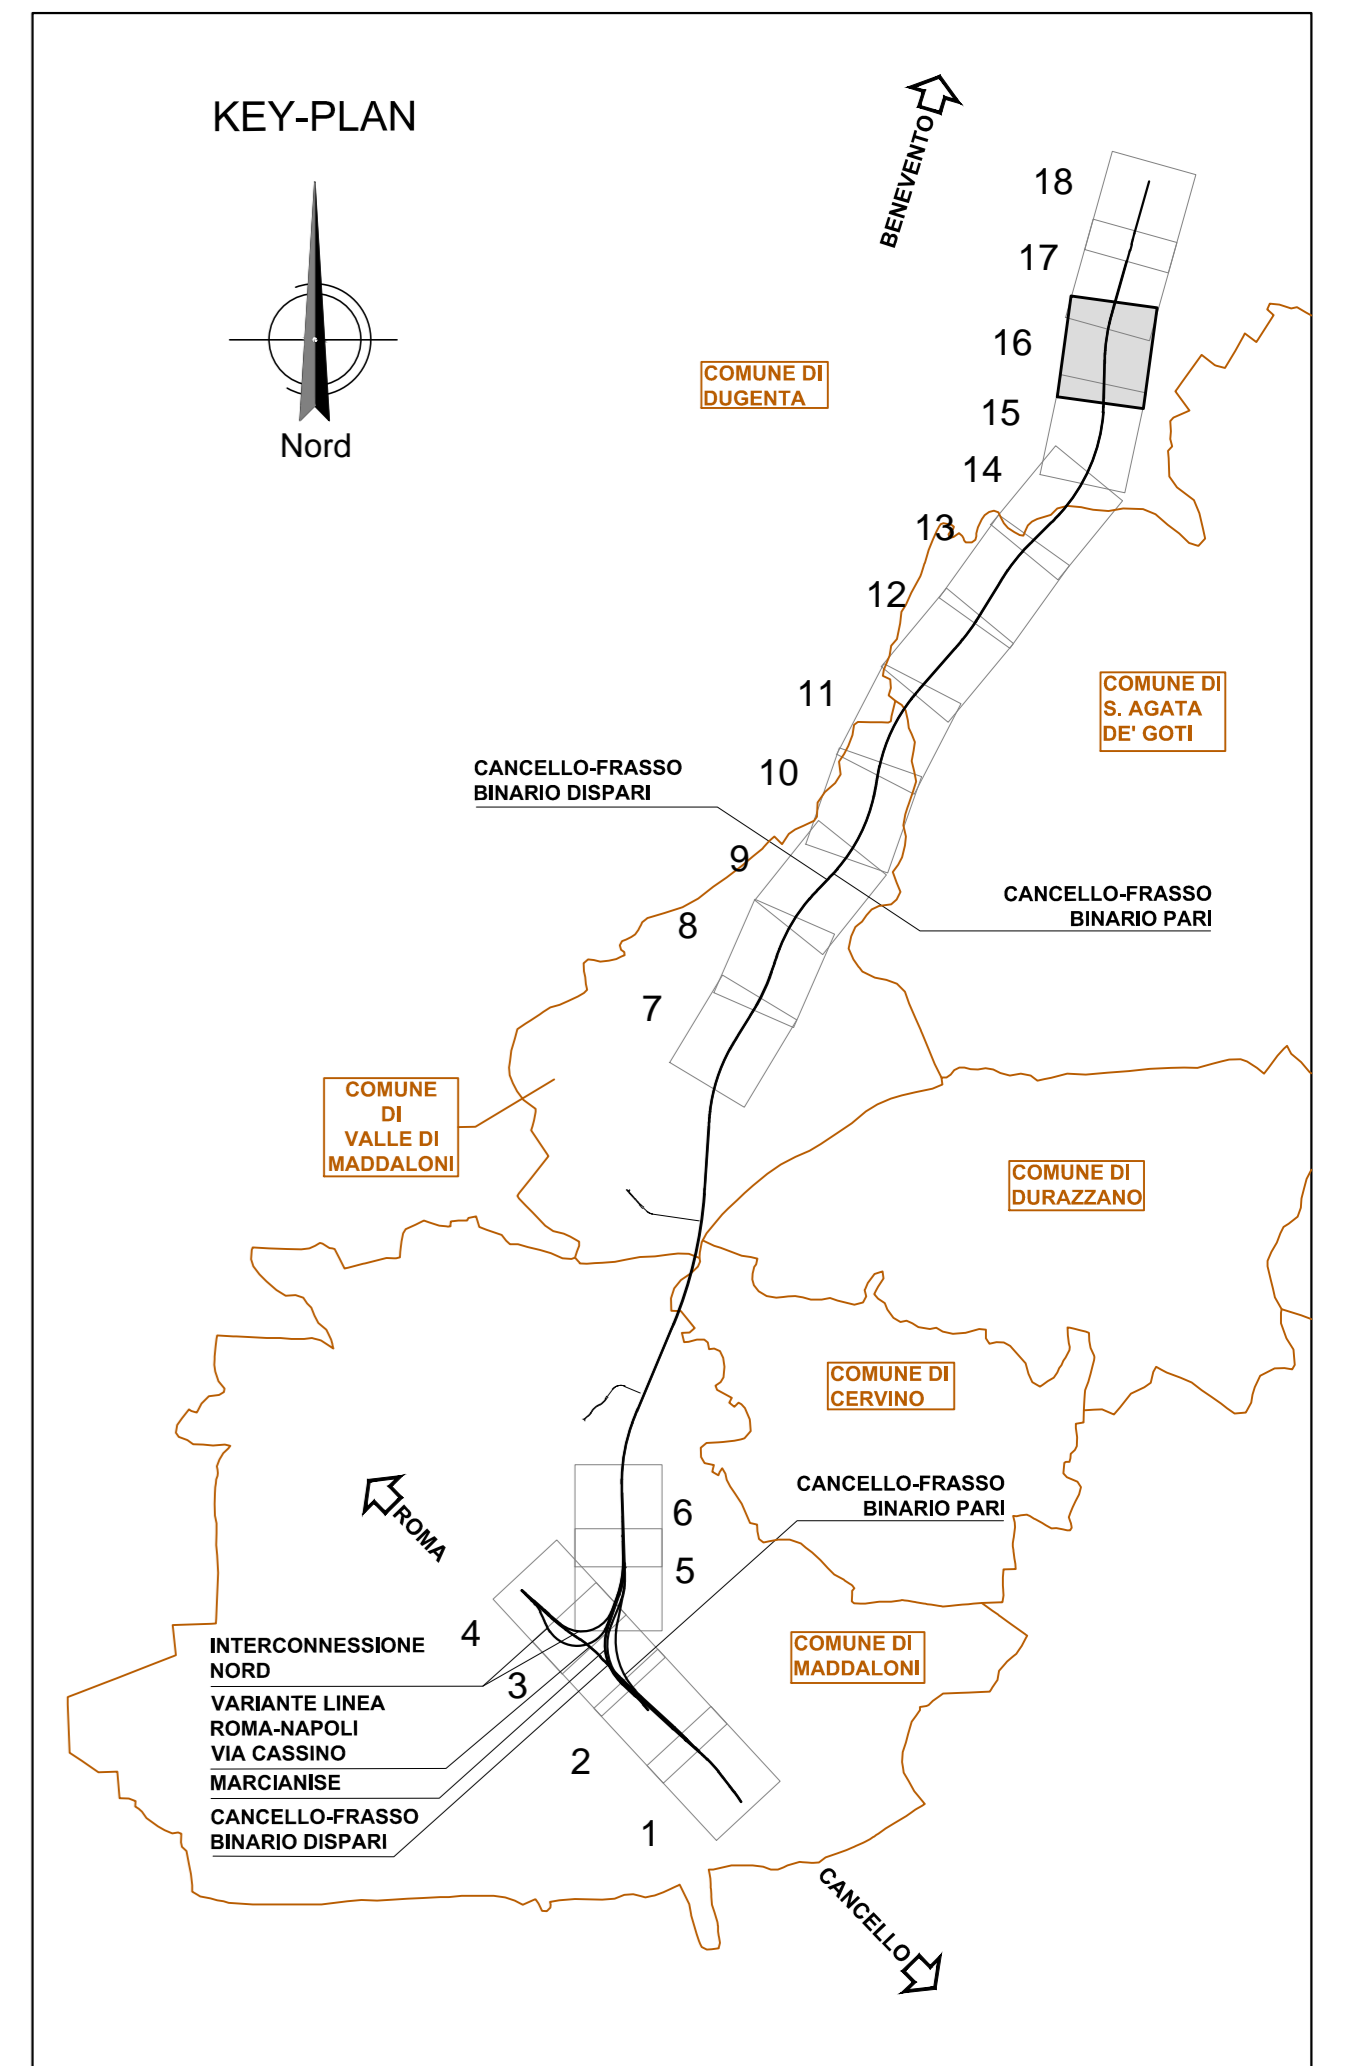 KEY-PLAN
Nord
BENEVENTO
18
17
16
15
14
13
12
11
10
9
8
7
COMUNE DI
DUGENTA
COMUNE DI
S. AGATA
DE' GOTI
CANCELLO-FRASSO
BINARIO DISPARI
CANCELLO-FRASSO
BINARIO PARI
COMUNE
DI
VALLE DI
MADDALONI
COMUNE DI
DURAZZANO
COMUNE DI
CERVINO
ROMA
CANCELLO-FRASSO
BINARIO PARI
6
5
4
3
2
1
COMUNE DI
MADDALONI
INTERCONNESSIONE
NORD
VARIANTE LINEA
ROMA-NAPOLI
VIA CASSINO
MARCIANISE
CANCELLO-FRASSO
BINARIO DISPARI
CANCELLO